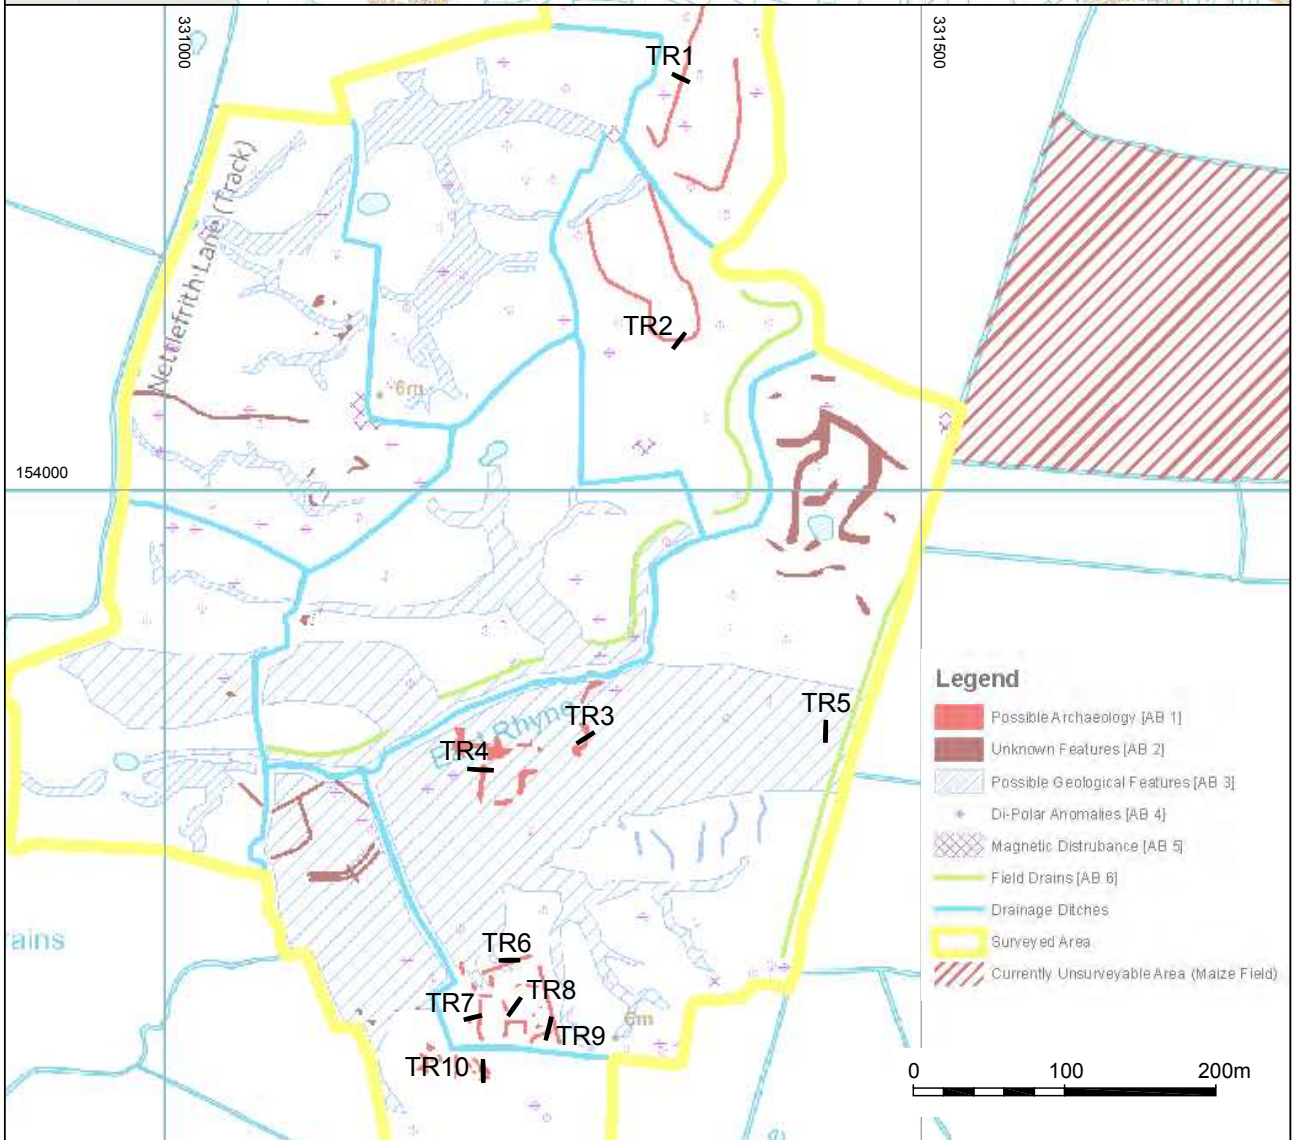 331000
331500
TR1
Nettlefrith Lane (Track)
TR2
6m
154000
TR3
TR5
TR4
Rhyne
Legend
Possible Archaeology [AB 1]
Unknown Features [AB 2]
Possible Geological Features [AB 3]
Di-Polar Anomalies [AB 4]
Magnetic Distrubance [AB 5]
Field Drains [AB 6]
Drainage Ditches
Surveyed Area
Currently Unsurveyable Area (Maize Field)
rains
TR6
TR7
TR8
TR9
6m
TR10
0 100 200m